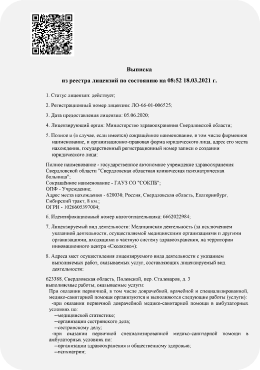 Выписка
из реестра лицензий по состоянию на 08:52 18.03.2021 г.
1. Статус лицензии: действует;
2. Регистрационный номер лицензии: ЛО-66-01-006525;
3. Дата предоставления лицензии: 05.06.2020;
4. Лицензирующий орган: Министерство здравоохранения Свердловской области;
5. Полное и (в случае, если имеется) сокращённое наименование, в том числе фирменное
наименование, и организационно-правовая форма юридического лица, адрес его места
нахождения, государственный регистрационный номер записи о создании
юридического лица:
Полное наименование - государственное автономное учреждение здравоохранения
Свердловской области "Свердловская областная клиническая психиатрическая
больница";
Сокращённое наименование - ГАУЗ СО "СОКПБ";
ОПФ - Учреждение;
Адрес места нахождения - 620030, Россия, Свердловская область, Екатеринбург,
Сибирский тракт, 8 км.;
ОГРН - 1026605397004;
6. Идентификационный номер налогоплательщика: 6662022984;
7. Лицензируемый вид деятельности: Медицинская деятельность (за исключением
указанной деятельности, осуществляемой медицинскими организациями и другими
организациями, входящими в частную систему здравоохранения, на территории
инновационного центра «Сколково»);
8. Адреса мест осуществления лицензируемого вида деятельности с указанием
выполняемых работ, оказываемых услуг, составляющих лицензируемый вид
деятельности:
623388, Свердловская область, Полевской, пер. Сталеваров, д. 3
выполняемые работы, оказываемые услуги:
При оказании первичной, в том числе доврачебной, врачебной и специализированной,
медико-санитарной помощи организуются и выполняются следующие работы (услуги):
-при оказании первичной доврачебной медико-санитарной помощи в амбулаторных
условиях по:
–медицинской статистике;
–организации сестринского дела;
–сестринскому делу;
-при оказании первичной специализированной медико-санитарной помощи в
амбулаторных условиях по:
–организации здравоохранения и общественному здоровью;
–психиатрии;